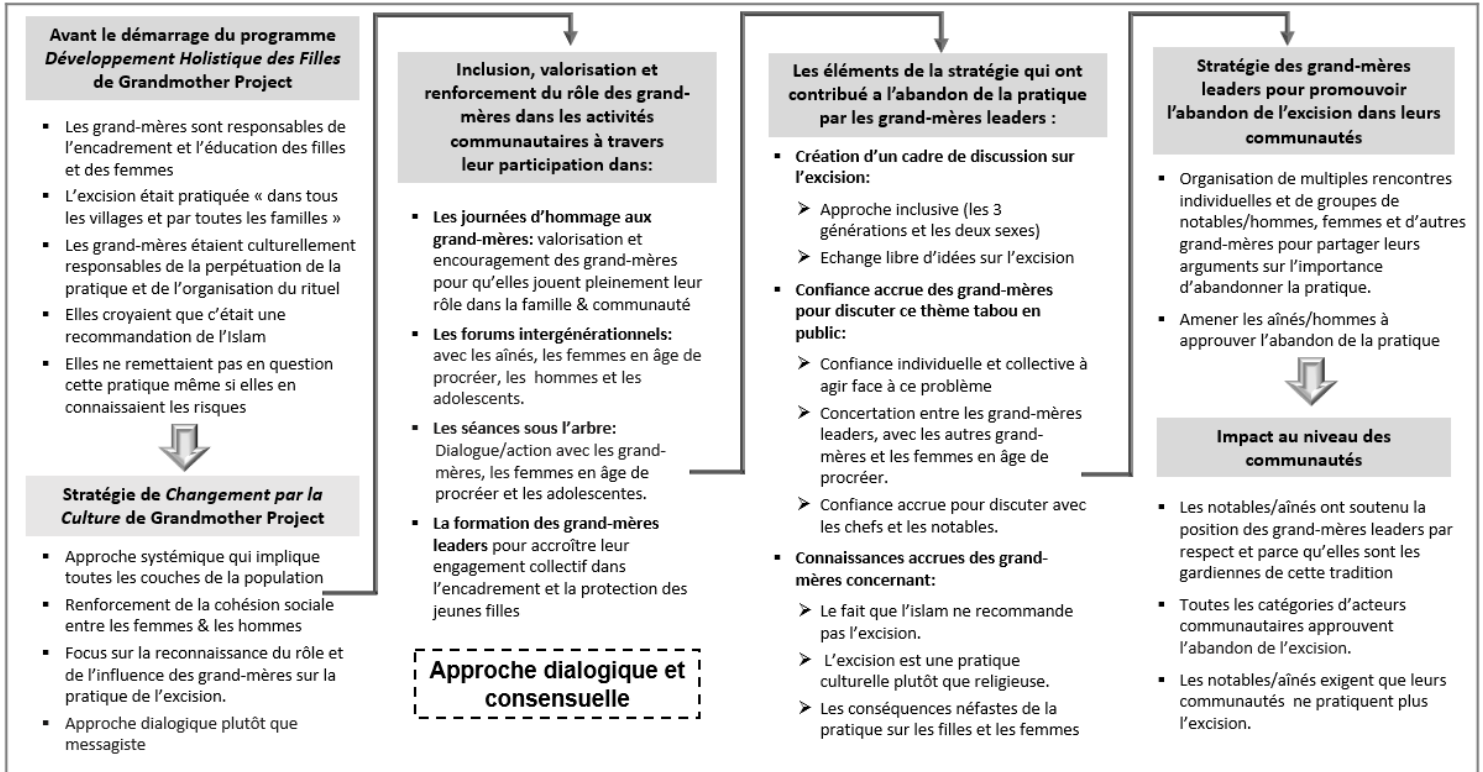 Avant le démarrage du programme
Développement Holistique des Filles
de Grandmother Project
▪ Les grand-mères sont responsables de
l'encadrement et l'éducation des filles
et des femmes
▪ L'excision était pratiquée « dans tous
les villages et par toutes les familles »
▪ Les grand-mères étaient culturellement
responsables de la perpétuation de la
pratique et de l'organisation du rituel
▪ Elles croyaient que c'était une
recommandation de l'Islam
▪ Elles ne remettaient pas en question
cette pratique même si elles en
connaissaient les risques
Stratégie de Changement par la
Culture de Grandmother Project
▪ Approche systémique qui implique
toutes les couches de la population
▪ Renforcement de la cohésion sociale
entre les femmes & les hommes
▪ Focus sur la reconnaissance du rôle et
de l'influence des grand-mères sur la
pratique de l'excision.
▪ Approche dialogique plutôt que
messagiste
Inclusion, valorisation et
renforcement du rôle des grand-
mères dans les activités
communautaires à travers
leur participation dans:
▪ Les journées d'hommage aux
grand-mères: valorisation et
encouragement des grand-mères
pour qu'elles jouent pleinement leur
rôle dans la famille & communauté
▪ Les forums intergénérationnels:
avec les aînés, les femmes en âge de
procréer, les hommes et les
adolescents.
▪ Les séances sous l'arbre:
Dialogue/action avec les grand-
mères, les femmes en âge de
procréer et les adolescentes.
▪ La formation des grand-mères
leaders pour accroître leur
engagement collectif dans
l'encadrement et la protection des
jeunes filles
Approche dialogique et
consensuelle
Les éléments de la stratégie qui ont
contribué a l'abandon de la pratique
par les grand-mères leaders :
▪ Création d'un cadre de discussion sur
l'excision:
➢ Approche inclusive (les 3
générations et les deux sexes)
➢ Echange libre d'idées sur l'excision
▪ Confiance accrue des grand-mères
pour discuter ce thème tabou en
public:
➢ Confiance individuelle et collective à
agir face à ce problème
➢ Concertation entre les grand-mères
leaders, avec les autres grand-
mères et les femmes en âge de
procréer.
➢ Confiance accrue pour discuter avec
les chefs et les notables.
▪ Connaissances accrues des grand-
mères concernant:
➢ Le fait que l'islam ne recommande
pas l'excision.
➢ L'excision est une pratique
culturelle plutôt que religieuse.
➢ Les conséquences néfastes de la
pratique sur les filles et les femmes
Stratégie des grand-mères
leaders pour promouvoir
l'abandon de l'excision dans leurs
communautés
▪ Organisation de multiples rencontres
individuelles et de groupes de
notables/hommes, femmes et d'autres
grand-mères pour partager leurs
arguments sur l'importance
d'abandonner la pratique.
▪ Amener les aînés/hommes à
approuver l'abandon de la pratique
Impact au niveau des
communautés
▪ Les notables/aînés ont soutenu la
position des grand-mères leaders par
respect et parce qu'elles sont les
gardiennes de cette tradition
▪ Toutes les catégories d'acteurs
communautaires approuvent
l'abandon de l'excision.
▪ Les notables/aînés exigent que leurs
communautés ne pratiquent plus
l'excision.